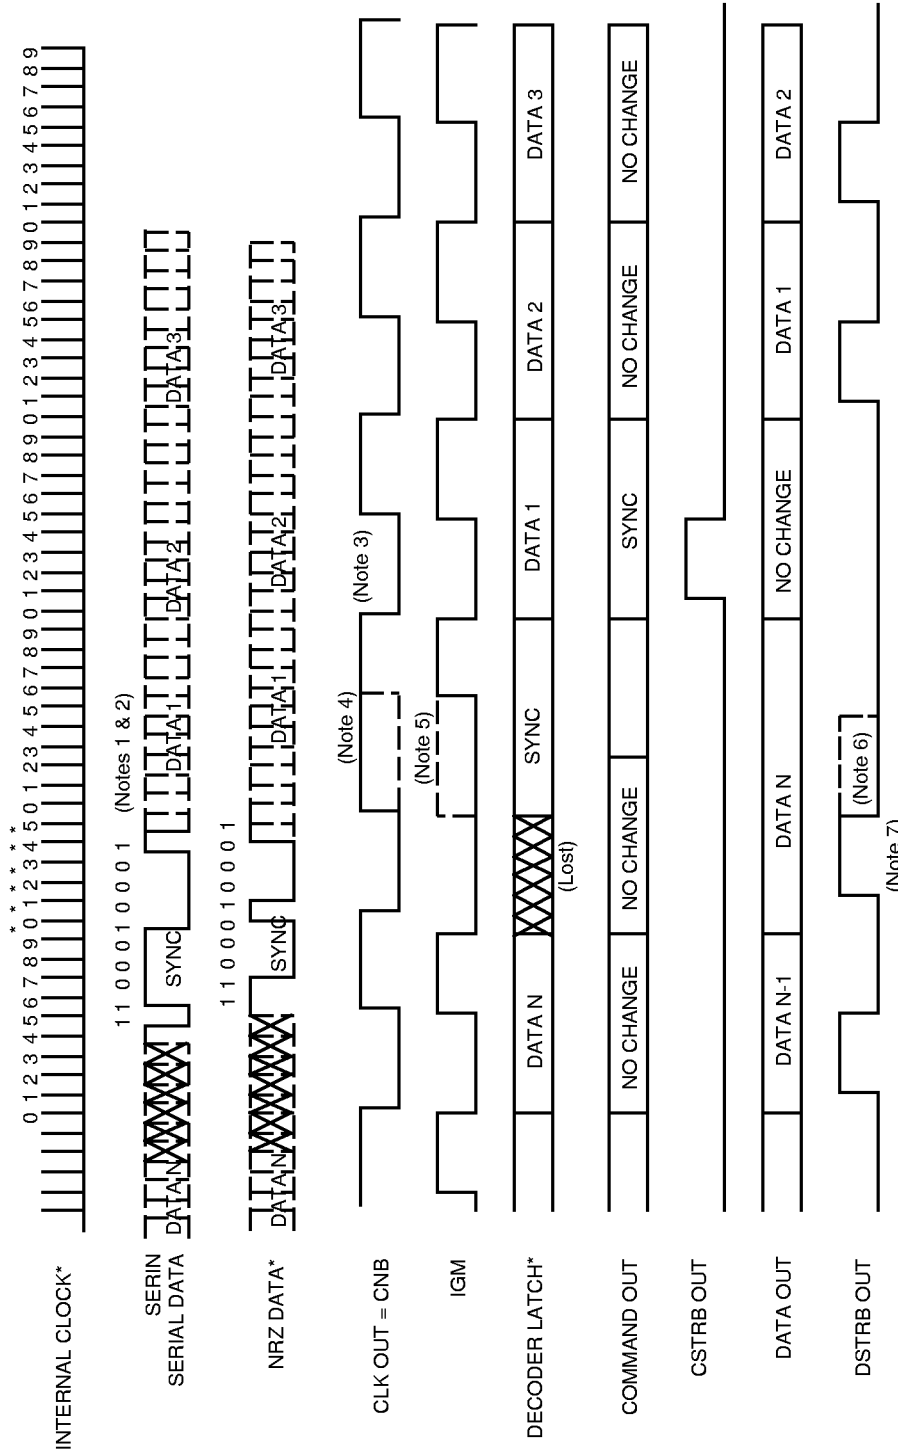 * * * * * *
INTERNAL CLOCK* 0 1 2 3 4 5 6 7 8 9 0 1 2 3 4 5 0 1 2 3 4 5 6 7 8 9 0 1 2 3 4 5 6 7 8 9 0 1 2 3 4 5 6 7 8 9 0 1 2 3 4 5 6 7 8 9
1 1 0 0 0 1 0 0 0 1 (Notes 1 & 2)
SERIN
SERIAL DATA DATA N SYNC DATA 1 DATA 2 DATA 3
1 1 0 0 0 1 0 0 0 1
NRZ DATA* DATA N SYNC DATA 1 DATA 2 DATA 3
(Note 4) (Note 3)
CLK OUT = CNB
(Note 5)
IGM
DECODER LATCH* DATA N SYNC DATA 1 DATA 2 DATA 3
(Lost)
COMMAND OUT NO CHANGE NO CHANGE SYNC NO CHANGE NO CHANGE
CSTRB OUT
DATA OUT DATA N-1 DATA N NO CHANGE DATA 1 DATA 2
DSTRB OUT (Note 6)
(Note 7)